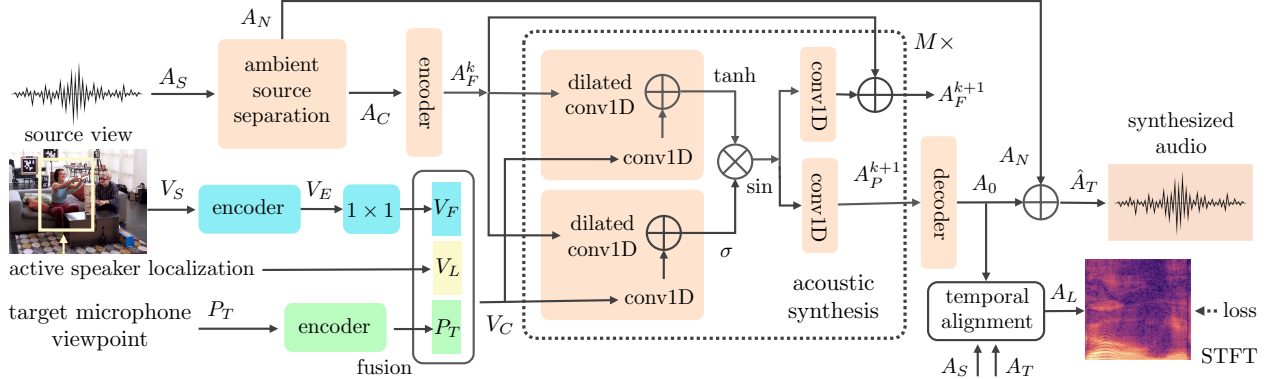 A_N
A_S
ambient
source
separation
A_C
encoder
A_F^k
source view
V_S
encoder
V_E
1 × 1
V_F
active speaker localization
V_L
target microphone
viewpoint
P_T
encoder
P_T
fusion
V_C
dilated
conv1D
conv1D
tanh
dilated
conv1D
conv1D
σ
sin
conv1D
conv1D
M×
A_F^{k+1}
A_P^{k+1}
acoustic
synthesis
decoder
A_0
A_N
Â_T
synthesized
audio
temporal
alignment
A_L
A_S
A_T
loss
STFT